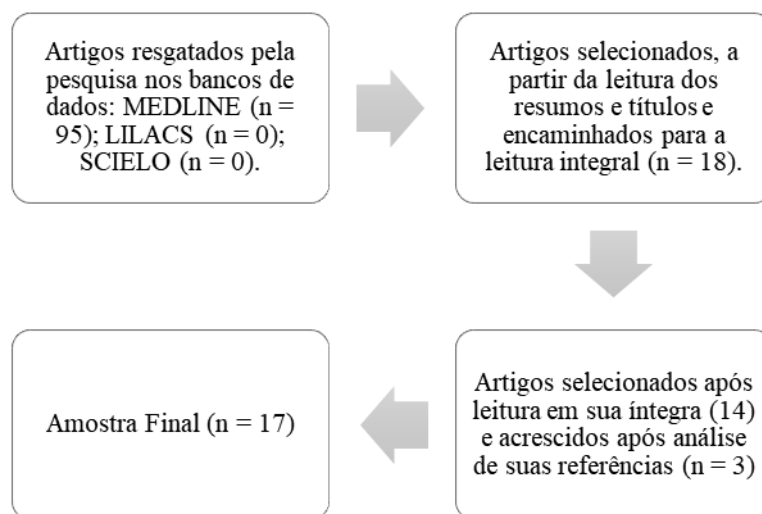 Artigos resgatados pela
pesquisa nos bancos de
dados: MEDLINE (n =
95); LILACS (n = 0);
SCIELO (n = 0).
Artigos selecionados, a
partir da leitura dos
resumos e títulos e
encaminhados para a
leitura integral (n = 18).
Artigos selecionados após
leitura em sua íntegra (14)
e acrescidos após análise
de suas referências (n = 3)
Amostra Final (n = 17)